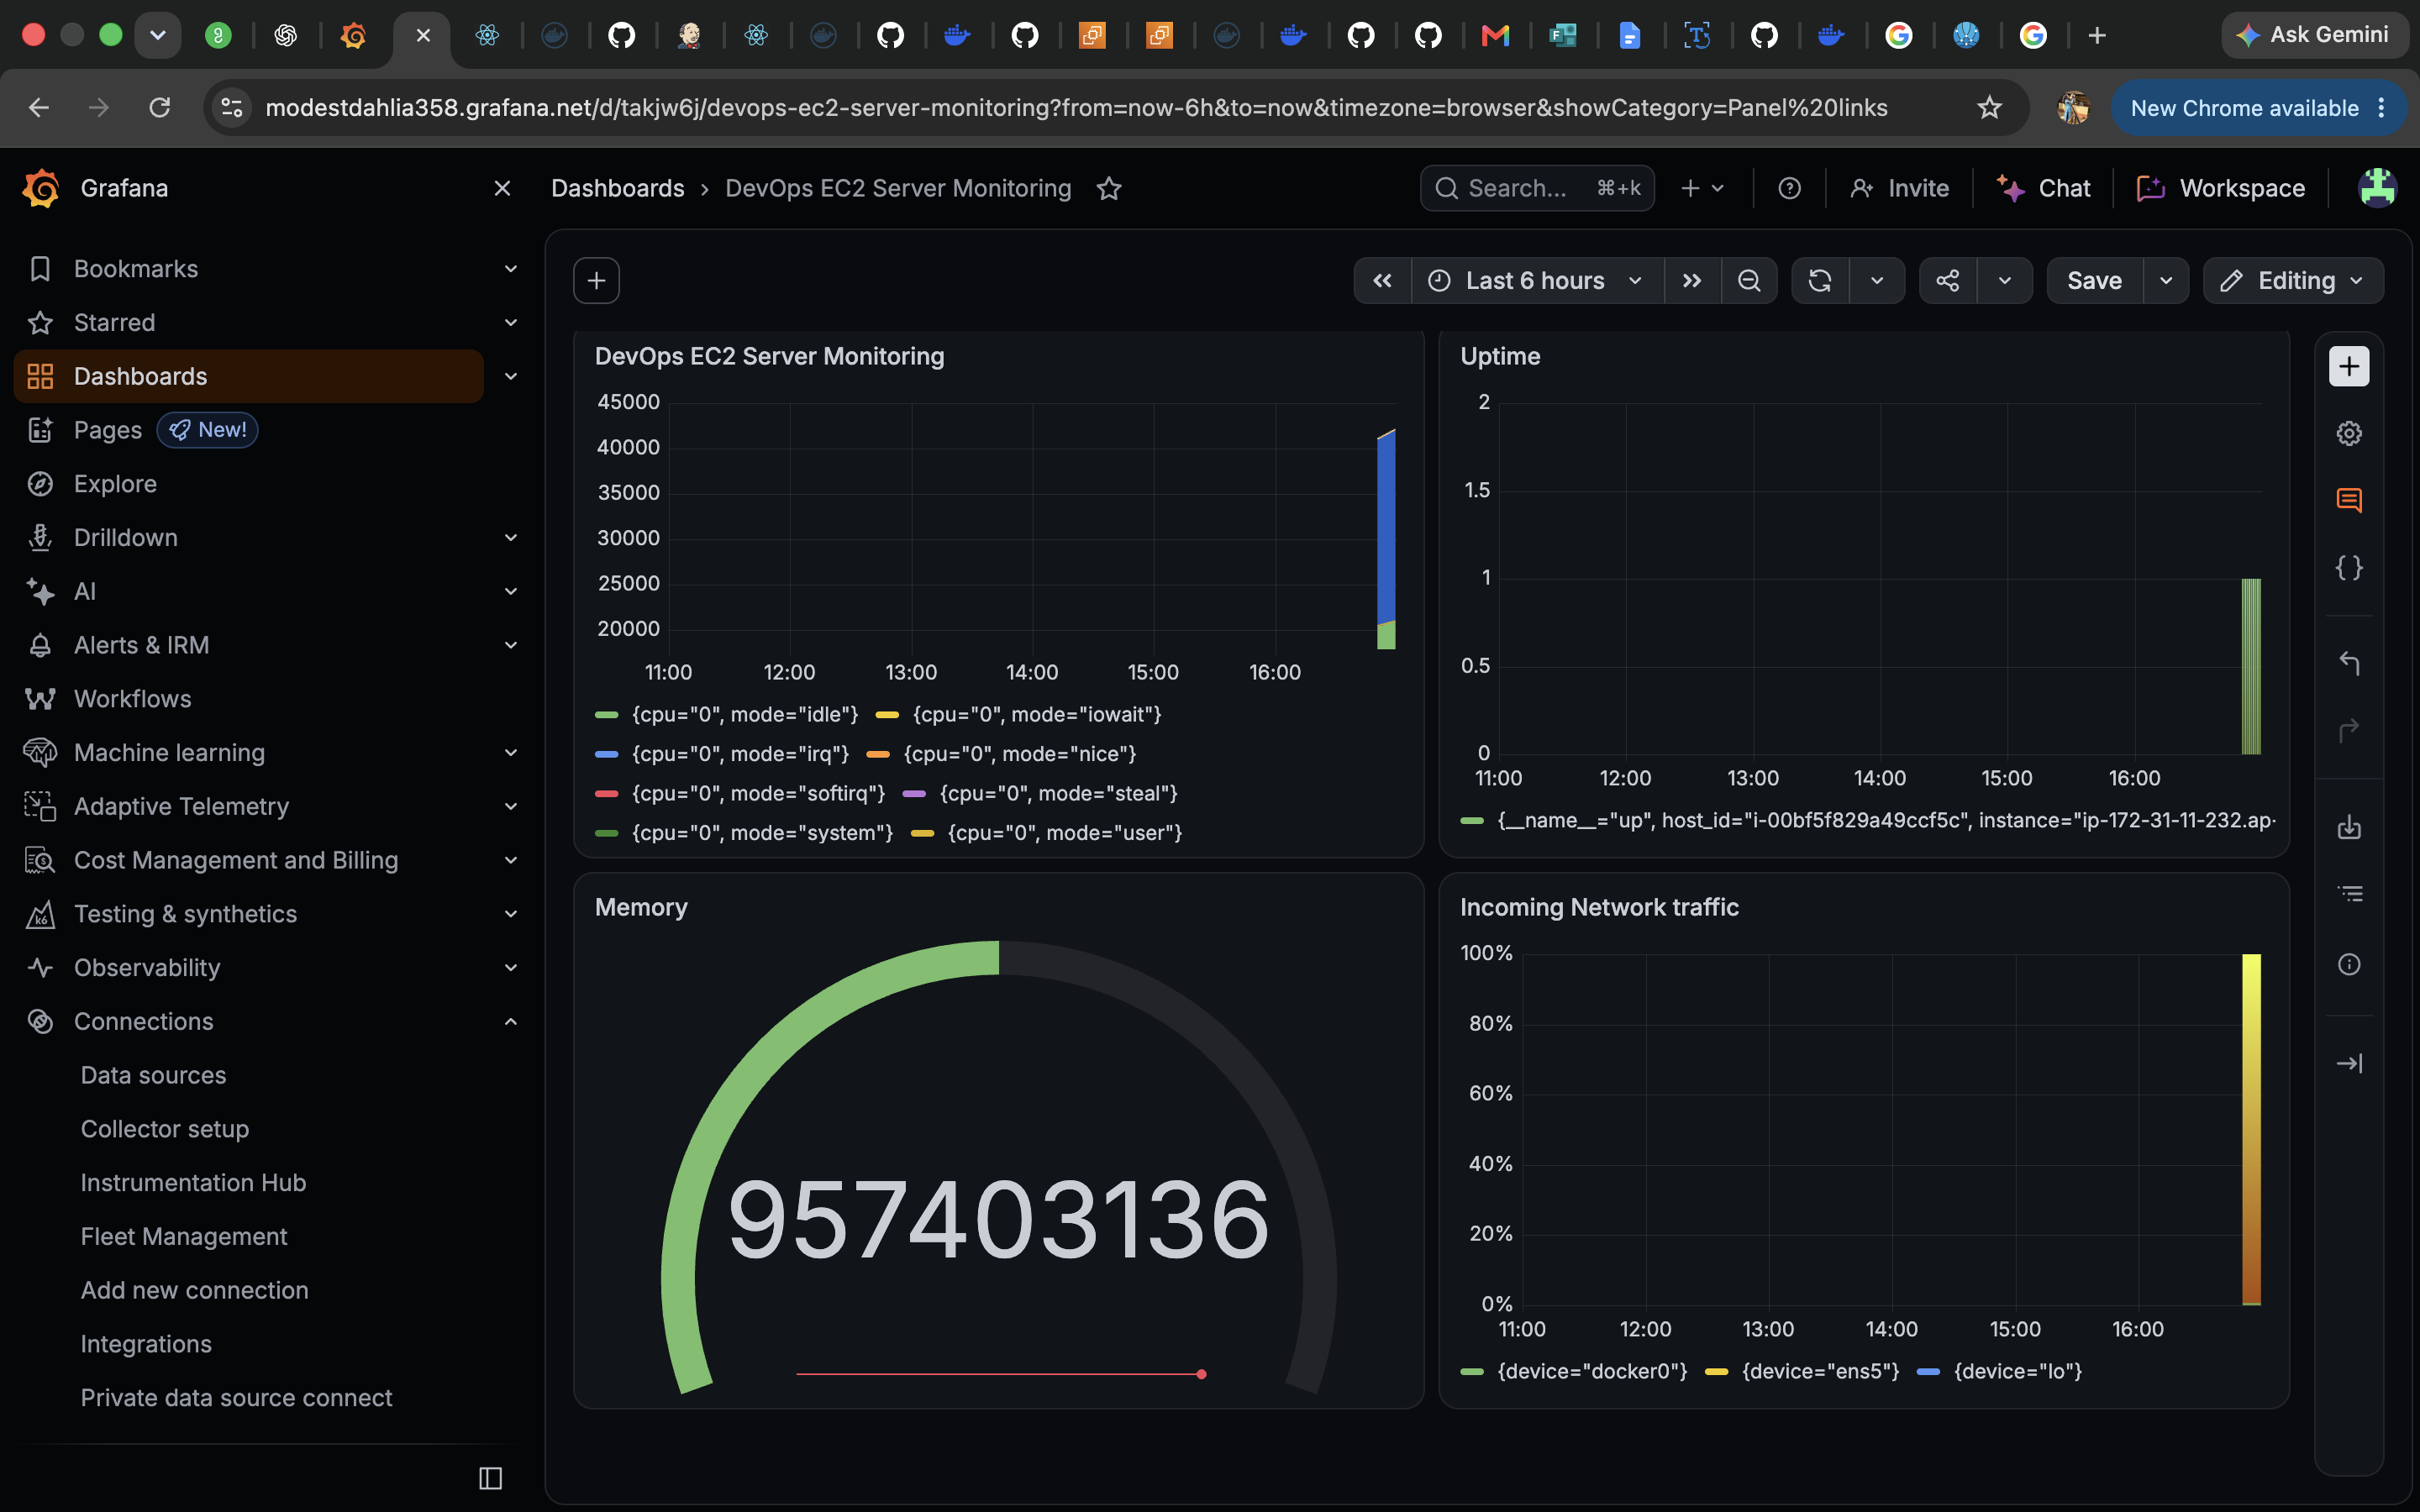 Ask Gemini
modestdahlia358.grafana.net/d/takjw6j/devops-ec2-server-monitoring?from=now-6h&to=now&timezone=browser&showCategory=Panel%20links
New Chrome available
Grafana
Dashboards › DevOps EC2 Server Monitoring
Search... ⌘+k
Invite
Chat
Workspace
Bookmarks
Starred
Dashboards
Pages New!
Explore
Drilldown
AI
Alerts & IRM
Workflows
Machine learning
Adaptive Telemetry
Cost Management and Billing
k6
Testing & synthetics
Observability
Connections
Data sources
Collector setup
Instrumentation Hub
Fleet Management
Add new connection
Integrations
Private data source connect
Last 6 hours
Save
Editing
DevOps EC2 Server Monitoring
45000
40000
35000
30000
25000
20000
11:00 12:00 13:00 14:00 15:00 16:00
{cpu="0", mode="idle"} {cpu="0", mode="iowait"}
{cpu="0", mode="irq"} {cpu="0", mode="nice"}
{cpu="0", mode="softirq"} {cpu="0", mode="steal"}
{cpu="0", mode="system"} {cpu="0", mode="user"}
Uptime
2
1.5
1
0.5
0
11:00 12:00 13:00 14:00 15:00 16:00
{__name__="up", host_id="i-00bf5f829a49ccf5c", instance="ip-172-31-11-232.ap-
Memory
957403136
Incoming Network traffic
100%
80%
60%
40%
20%
0%
11:00 12:00 13:00 14:00 15:00 16:00
{device="docker0"} {device="ens5"} {device="lo"}